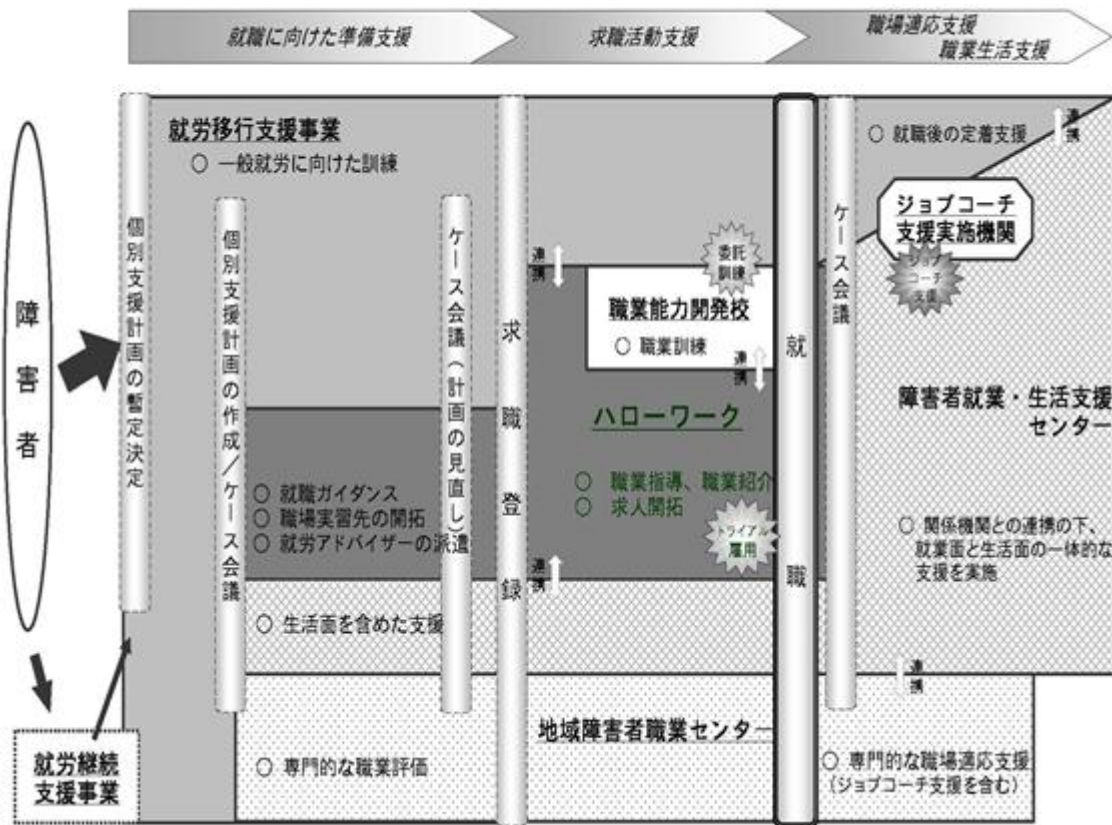 就職に向けた準備支援
求職活動支援
職場適応支援
職業生活支援
障害者
就労継続
支援事業
個別支援計画の暫定決定
就労移行支援事業
○ 一般就労に向けた訓練
個別支援計画の作成/ケース会議
ケース会議(計画の見直し)
○ 就職ガイダンス
○ 職場実習先の開拓
○ 就労アドバイザーの派遣
○ 生活面を含めた支援
○ 専門的な職業評価
求職登録
連携
委託
訓練
職業能力開発校
○ 職業訓練
連携
ハローワーク
○ 職業指導、職業紹介
○ 求人開拓
トライアル
雇用
連携
地域障害者職業センター
就職
ケース会議
○ 就職後の定着支援
連携
ジョブコーチ
支援実施機関
ジョブ
コーチ
支援
障害者就業・生活支援
センター
○ 関係機関との連携の下、
就業面と生活面の一体的な
支援を実施
連携
○ 専門的な職場適応支援
(ジョブコーチ支援を含む)